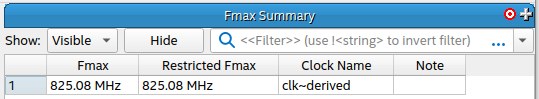 Fmax Summary
Show: Visible Hide <<Filter>> (use !<string> to invert filter) ...
Fmax Restricted Fmax Clock Name Note
1 825.08 MHz 825.08 MHz clk~derived